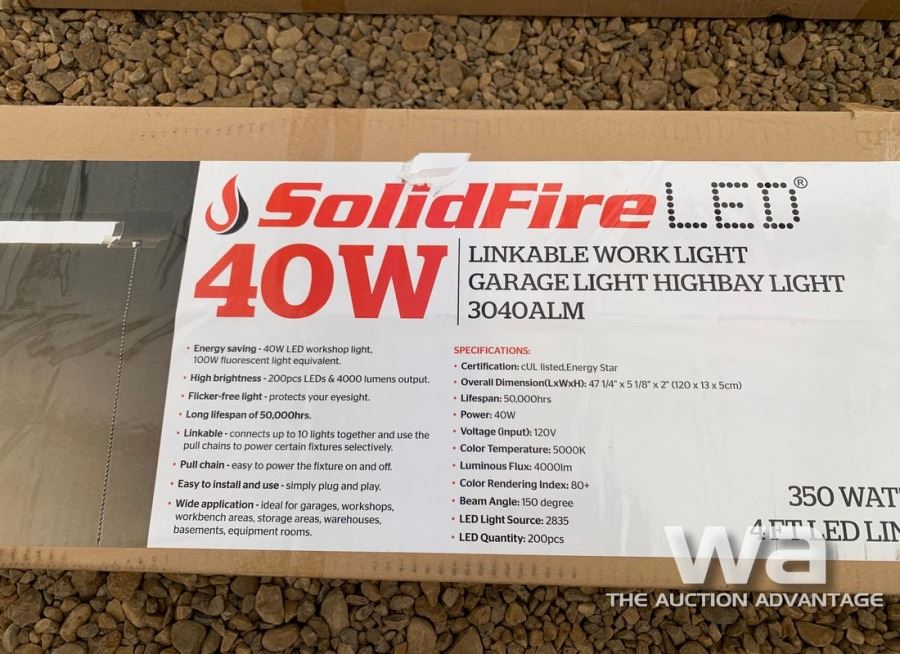 SolidFire LED®
40W
LINKABLE WORK LIGHT
GARAGE LIGHT HIGHBAY LIGHT
3040ALM
• Energy saving - 40W LED workshop light,
100W fluorescent light equivalent.
• High brightness - 200pcs LEDs & 4000 lumens output.
• Flicker-free light - protects your eyesight.
• Long lifespan of 50,000hrs.
• Linkable - connects up to 10 lights together and use the
pull chains to power certain fixtures selectively.
• Pull chain - easy to power the fixture on and off.
• Easy to install and use - simply plug and play.
• Wide application - ideal for garages, workshops,
workbench areas, storage areas, warehouses,
basements, equipment rooms.
SPECIFICATIONS:
• Certification: cUL listed,Energy Star
• Overall Dimension(LxWxH): 47 1/4" x 5 1/8" x 2" (120 x 13 x 5cm)
• Lifespan: 50,000hrs
• Power: 40W
• Voltage (input): 120V
• Color Temperature: 5000K
• Luminous Flux: 4000lm
• Color Rendering Index: 80+
• Beam Angle: 150 degree
• LED Light Source: 2835
• LED Quantity: 200pcs
350 WAT
4 FT LED LIN
wa
THE AUCTION ADVANTAGE